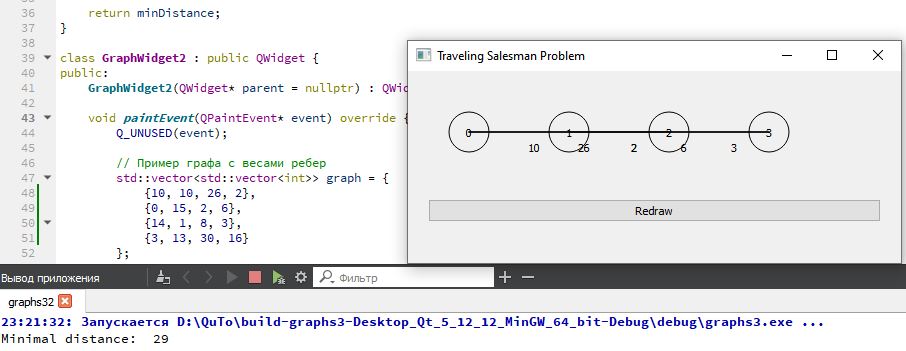 36 return minDistance;
37 }
38
39 class GraphWidget2 : public QWidget {
40 public:
41 GraphWidget2(QWidget* parent = nullptr) : QWid
42
43 void paintEvent(QPaintEvent* event) override {
44 Q_UNUSED(event);
45
46 // Пример графа с весами ребер
47 std::vector<std::vector<int>> graph = {
48 {10, 10, 26, 2},
49 {0, 15, 2, 6},
50 {14, 1, 8, 3},
51 {3, 13, 30, 16}
52 };
Traveling Salesman Problem
0 1 2 3
10 26 2 6 3
Redraw
Вывод приложения
Фильтр
graphs32
23:21:32: Запускается D:\QuTo\build-graphs3-Desktop_Qt_5_12_12_MinGW_64_bit-Debug\debug\graphs3.exe ...
Minimal distance: 29